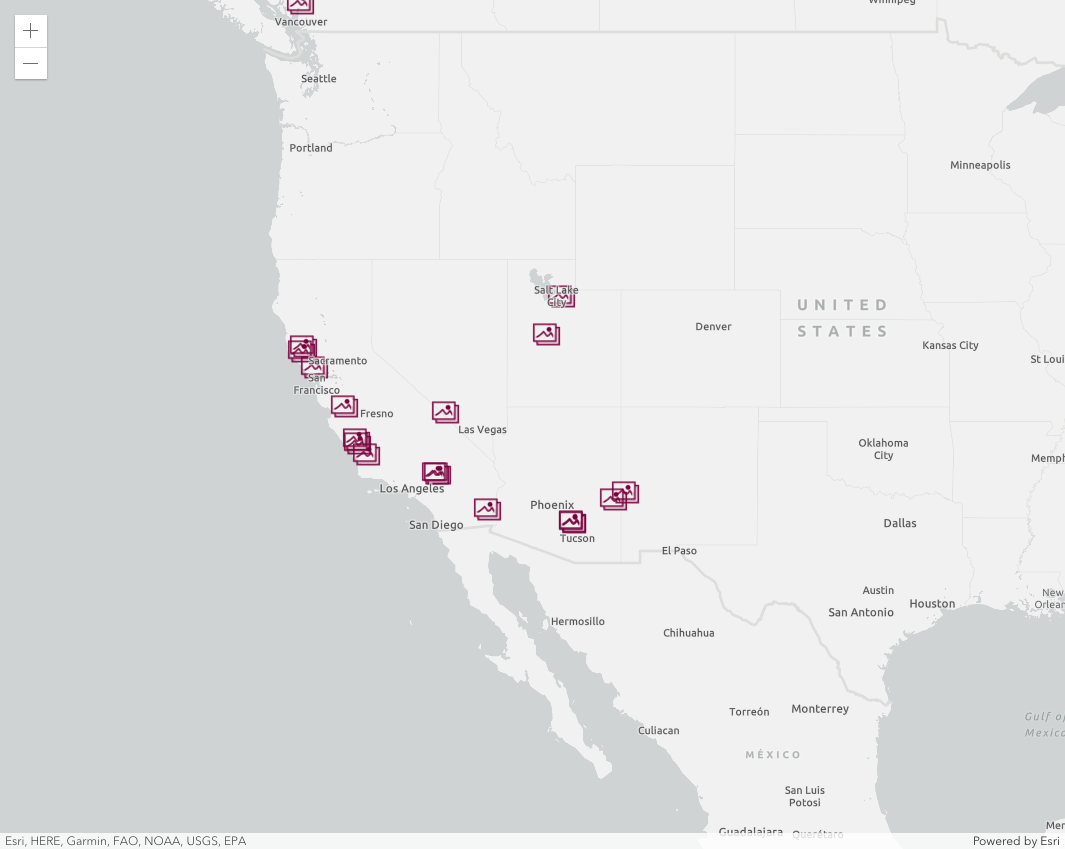 Winnipeg
Vancouver
Seattle
Portland
Minneapolis
Salt Lake
City
UNITED
STATES
Denver
Kansas City
St Loui
Sacramento
San
Francisco
Fresno
Las Vegas
Oklahoma
City
Memph
Los Angeles
Phoenix
San Diego
Dallas
Tucson
El Paso
Austin
New
Orlean
Houston
San Antonio
Hermosillo
Chihuahua
Torreón
Monterrey
Gulf of
Mexico
Culiacan
MÉXICO
San Luis
Potosi
Mer
Guadalajara
Querétaro
Esri, HERE, Garmin, FAO, NOAA, USGS, EPA
Powered by Esri